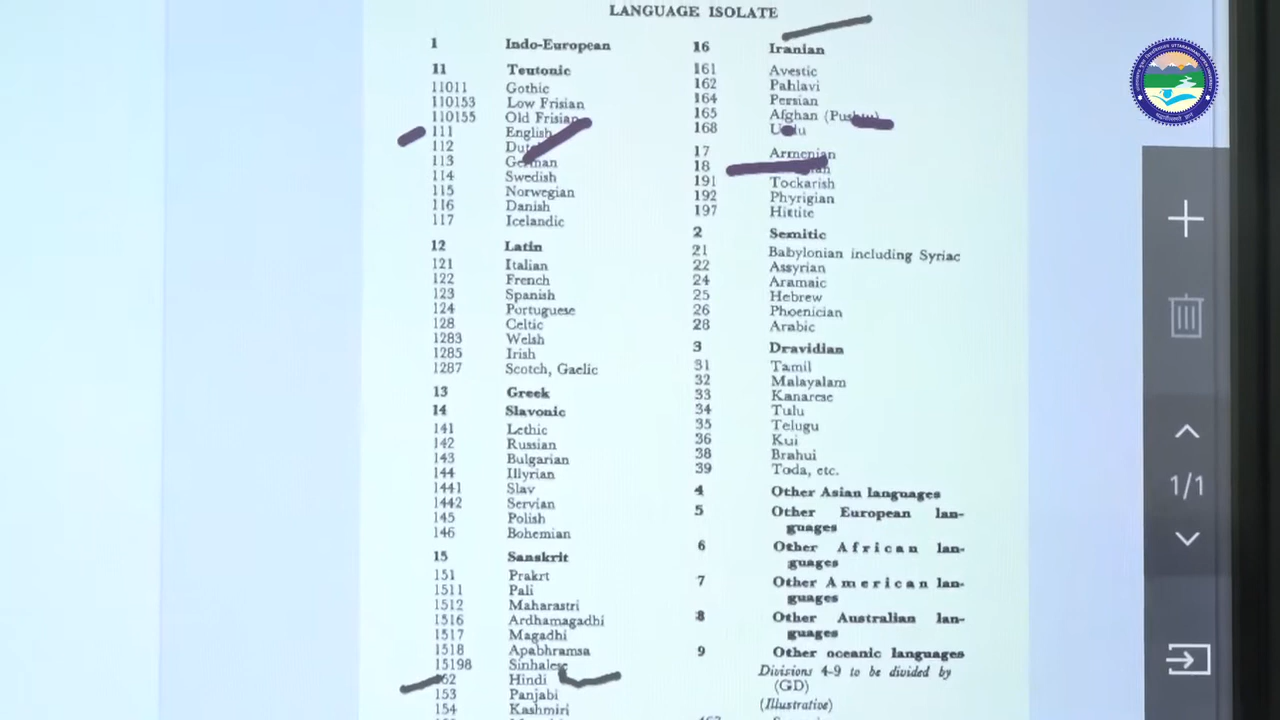 LANGUAGE ISOLATE
1 Indo-European
11 Teutonic
11011 Gothic
110153 Low Frisian
110155 Old Frisian
111 English
112
113 German
114 Swedish
115 Norwegian
116 Danish
117 Icelandic
12 Latin
121 Italian
122 French
123 Spanish
124 Portuguese
128 Celtic
1283 Welsh
1285 Irish
1287 Scotch, Gaelic
13 Greek
14 Slavonic
141 Lethic
142 Russian
143 Bulgarian
144 Illyrian
1441 Slav
1442 Servian
145 Polish
146 Bohemian
15 Sanskrit
151 Prakrt
1511 Pali
1512 Maharastri
1516 Ardhamagadhi
1517 Magadhi
1518 Apabhramsa
15198 Sinhalese
Hindi
153 Panjabi
154 Kashmiri
16 Iranian
161 Avestic
162 Pahlavi
164 Persian
165 Afghan
168
17 Armenian
18
191 Tockarish
192 Phyrigian
197 Hittite
2 Semitic
21 Babylonian including Syriac
22 Assyrian
24 Aramaic
25 Hebrew
26 Phoenician
28 Arabic
3 Dravidian
31 Tamil
32 Malayalam
33 Kanarese
34 Tulu
35 Telugu
36 Kui
38 Brahui
39 Toda, etc.
4 Other Asian languages
5 Other European lan-
guages
6 Other African lan-
guages
7 Other American lan-
guages
8 Other Australian lan-
guages
9 Other oceanic languages
Divisions 4-9 to be divided by
(GD)
(Illustrative)
1/1